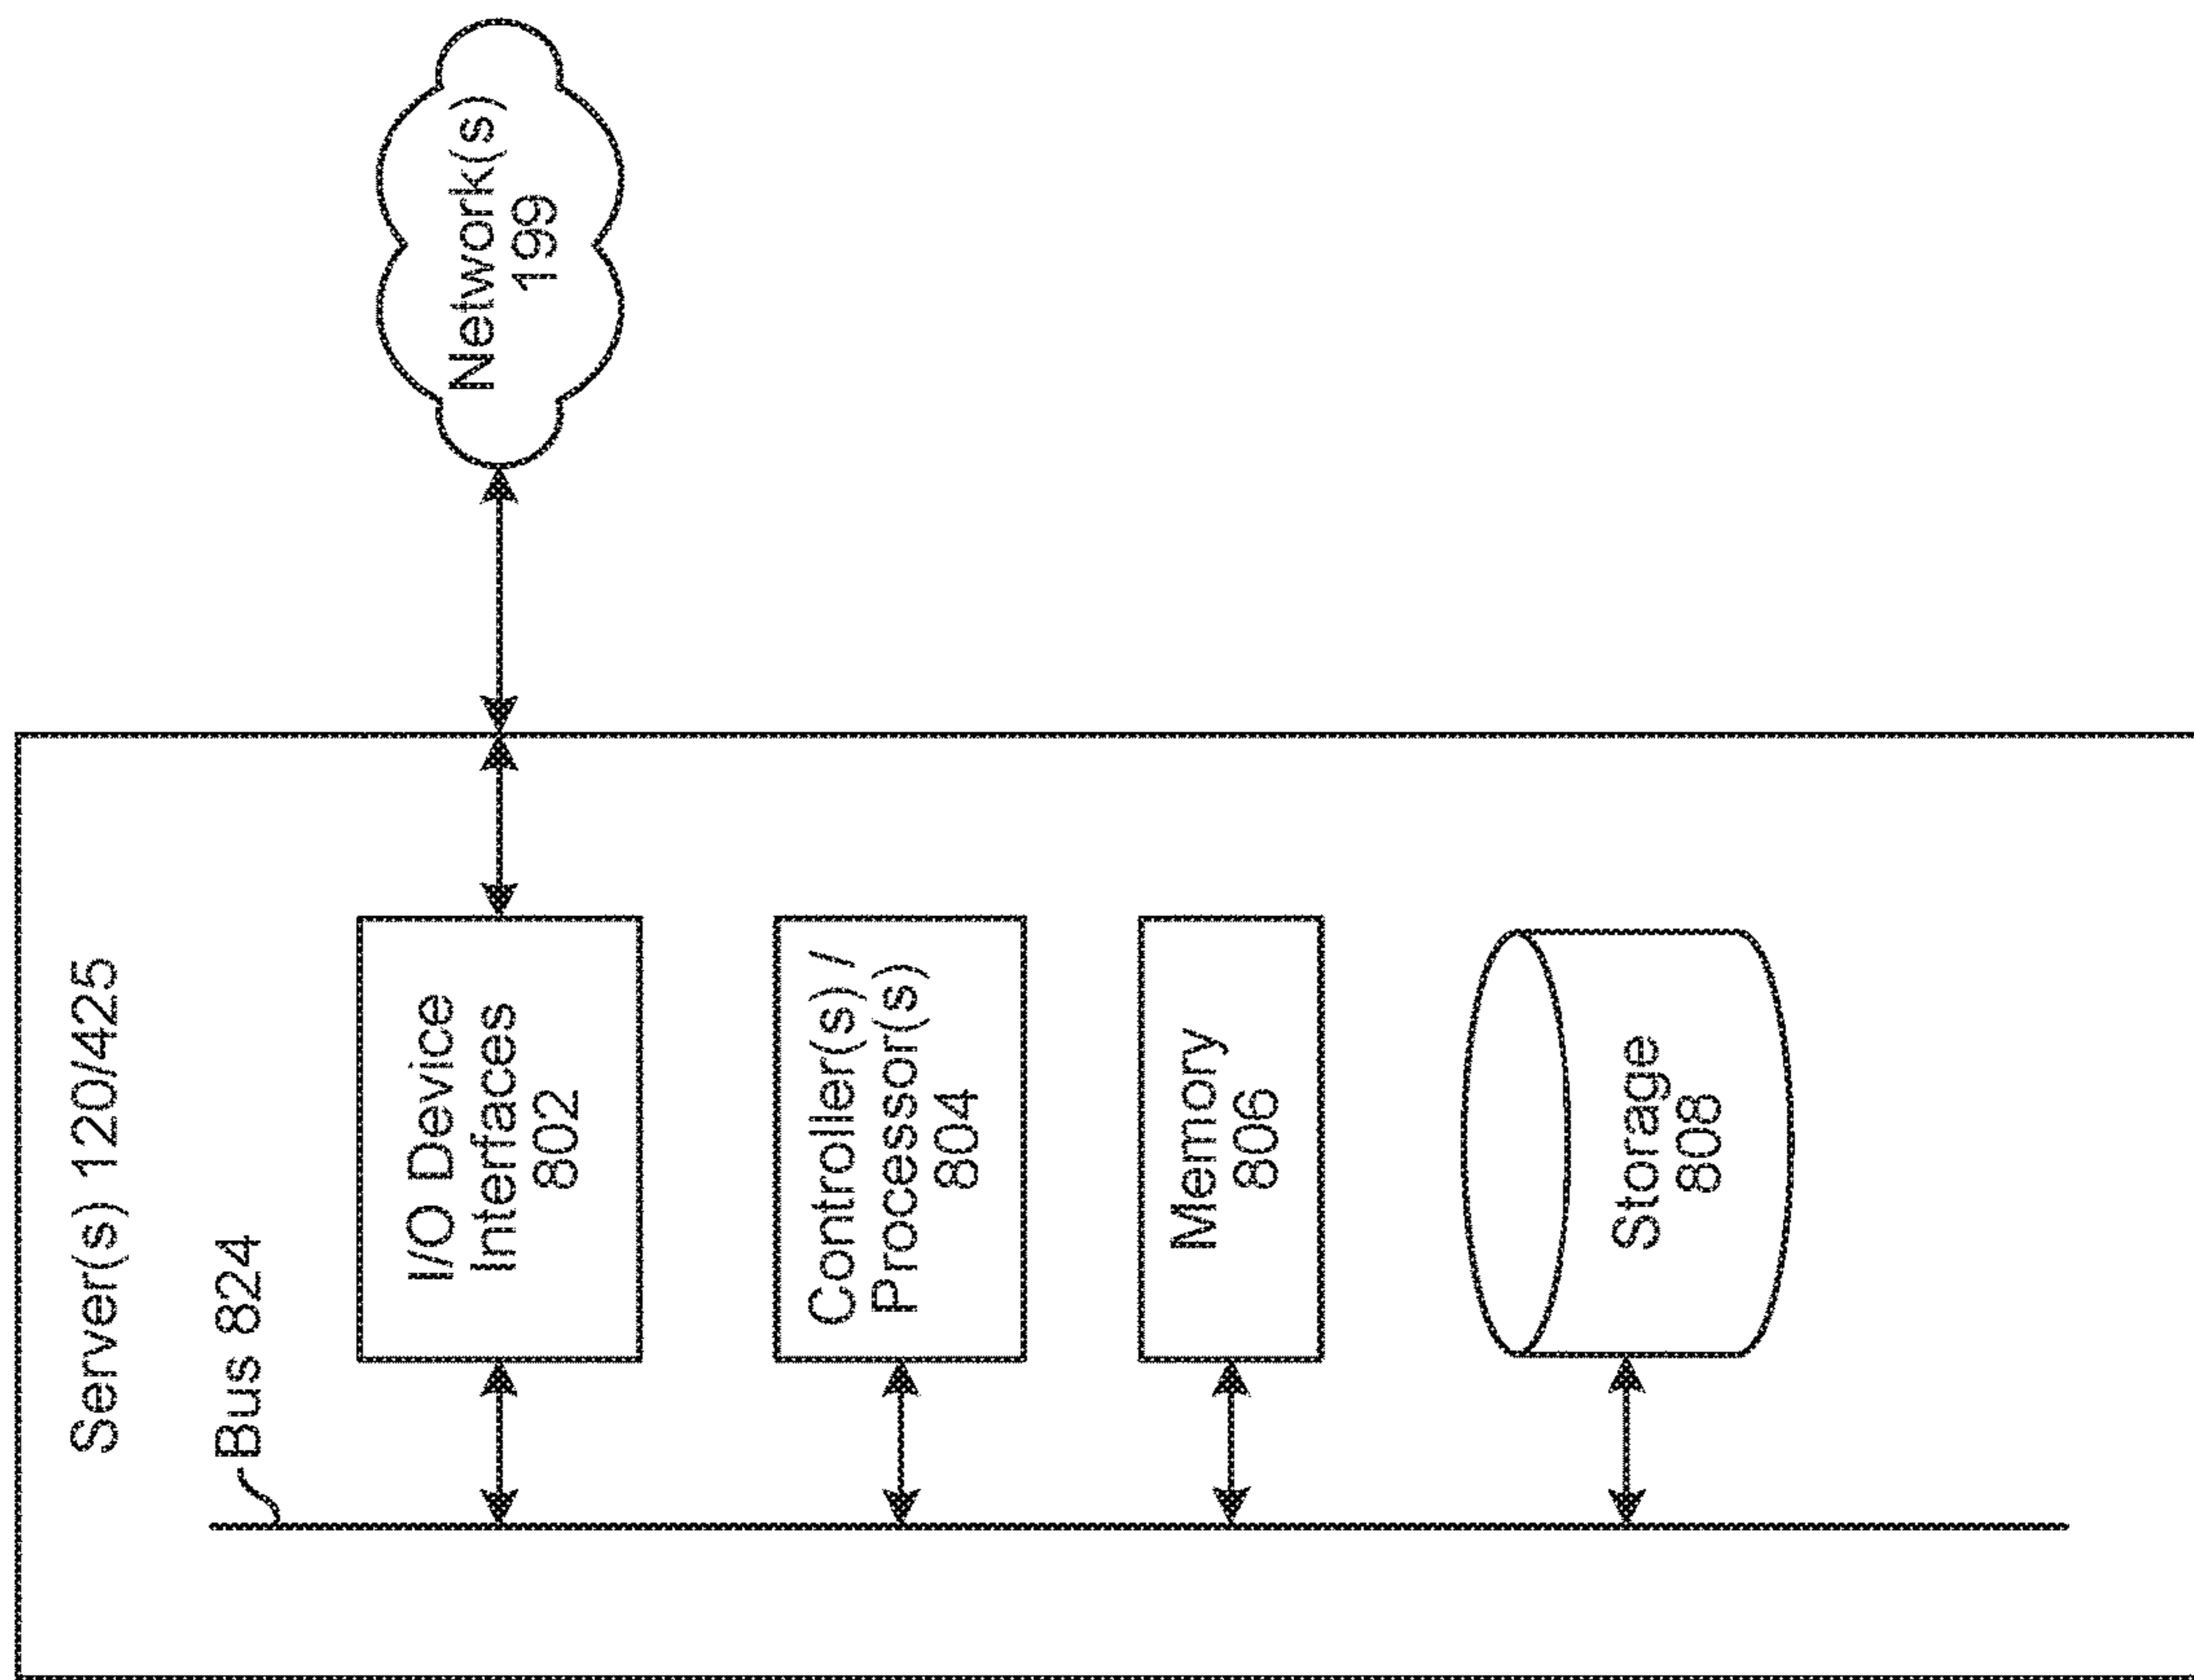 Server(s) 120/425
Bus 824
I/O Device
Interfaces
802
Network(s)
199
Controller(s) /
Processor(s)
804
Memory
806
Storage
808